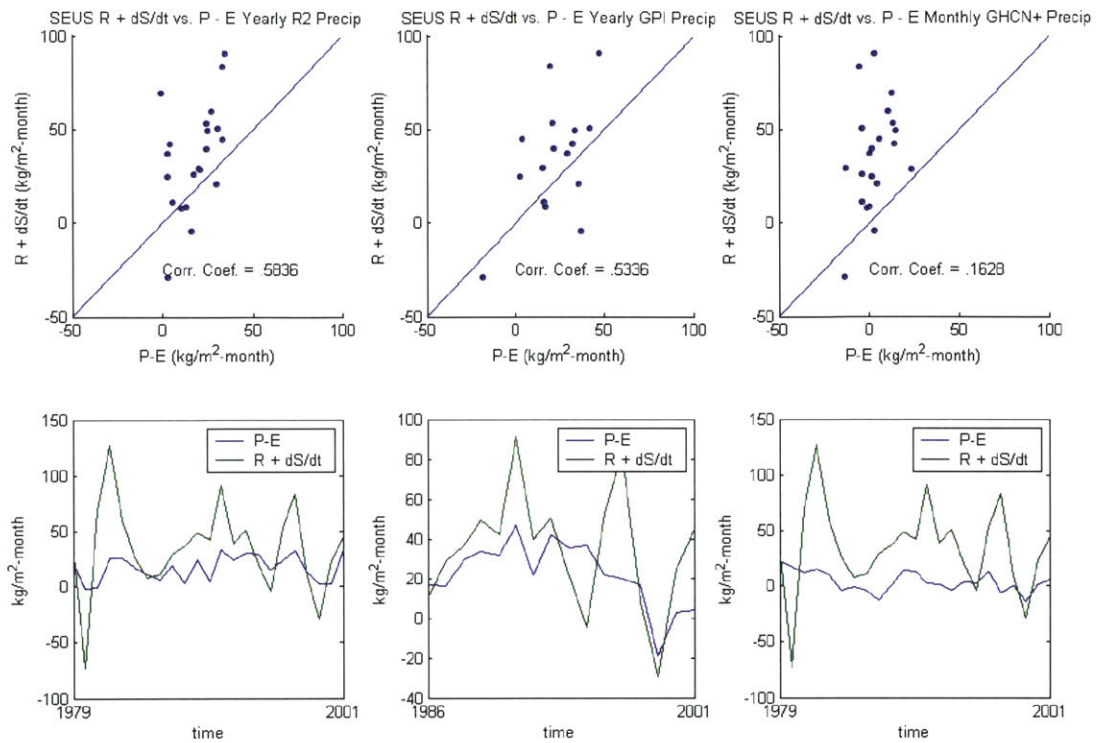 SEUS R + dS/dt vs. P - E Yearly R2 Precip
100
50
0
-50
-50
0
50
100
R + dS/dt (kg/m²-month)
Corr. Coef. = .5836
P-E (kg/m²-month)
SEUS R + dS/dt vs. P - E Yearly GPI Precip
100
50
0
-50
-50
0
50
100
R + dS/dt (kg/m²-month)
Corr. Coef. = .5336
P-E (kg/m²-month)
SEUS R + dS/dt vs. P - E Monthly GHCN+ Precip
100
50
0
-50
-50
0
50
100
R + dS/dt (kg/m²-month)
Corr. Coef. = .1628
P-E (kg/m²-month)
150
100
50
0
-50
-100
1979
2001
kg/m²-month
P-E
R + dS/dt
time
100
80
60
40
20
0
-20
-40
1986
2001
kg/m²-month
P-E
R + dS/dt
time
150
100
50
0
-50
-100
1979
2001
kg/m²-month
P-E
R + dS/dt
time